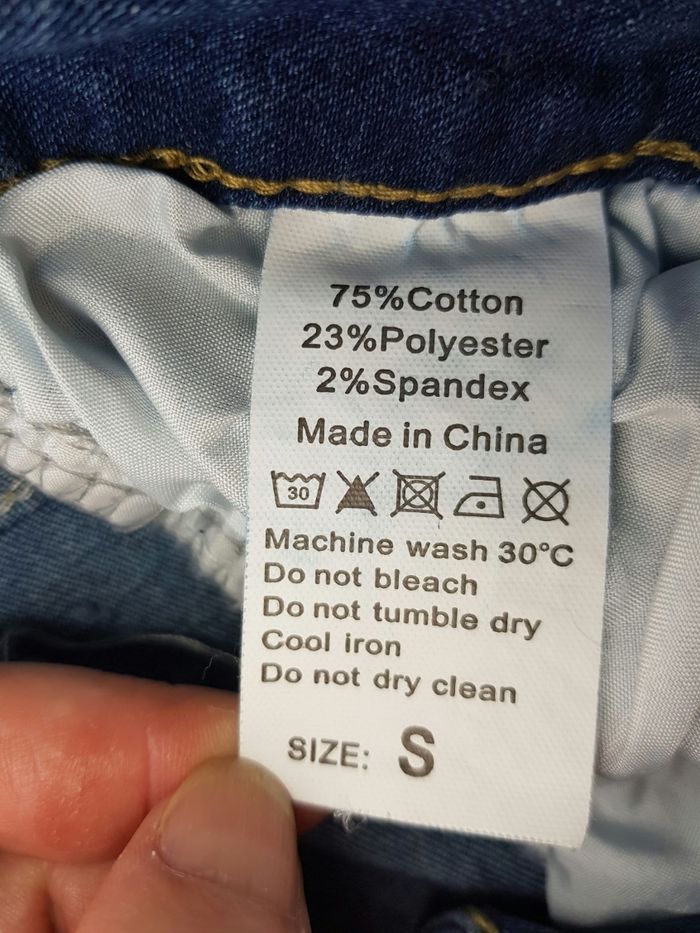 75%Cotton
23%Polyester
2%Spandex
Made in China
30
Machine wash 30°C
Do not bleach
Do not tumble dry
Cool iron
Do not dry clean
SIZE: S